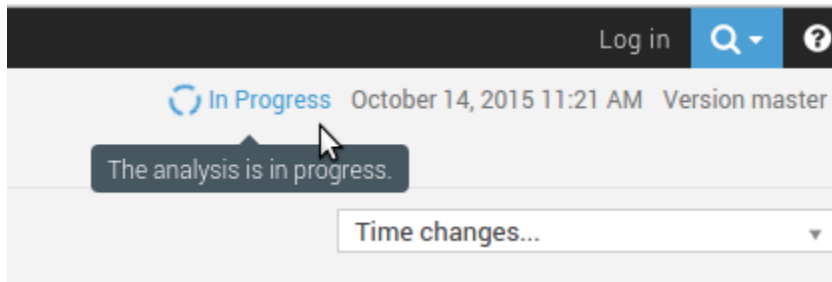 Log in
In Progress October 14, 2015 11:21 AM Version master
The analysis is in progress.
Time changes...